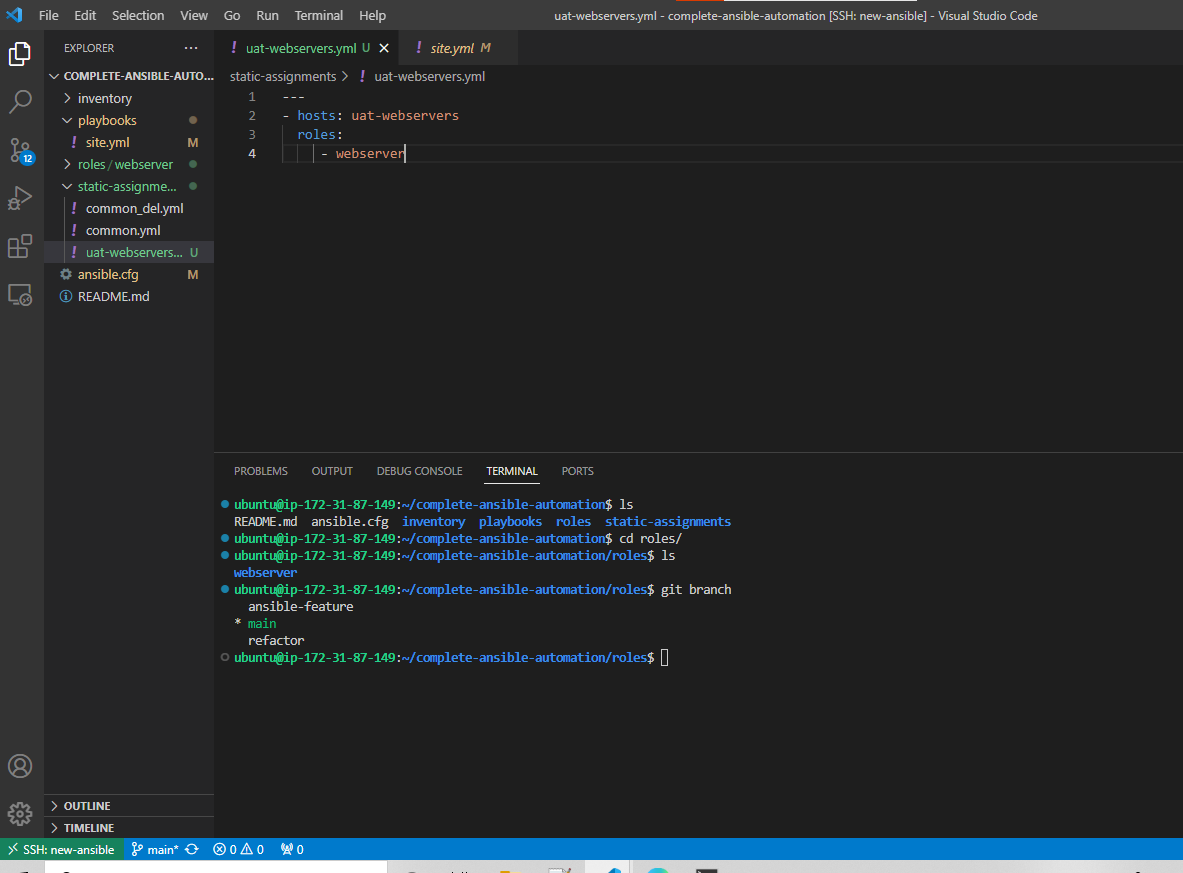 File Edit Selection View Go Run Terminal Help
uat-webservers.yml - complete-ansible-automation [SSH: new-ansible] - Visual Studio Code
EXPLORER ...
COMPLETE-ANSIBLE-AUTO...
inventory
playbooks
! site.yml M
roles/webserver
static-assignme...
! common_del.yml
! common.yml
! uat-webservers... U
ansible.cfg M
README.md
12
OUTLINE
TIMELINE
! uat-webservers.yml U
! site.yml M
static-assignments > ! uat-webservers.yml
1 ---
2 - hosts: uat-webservers
3 roles:
4 - webserver
PROBLEMS OUTPUT DEBUG CONSOLE TERMINAL PORTS
ubuntu@ip-172-31-87-149:~/complete-ansible-automation$ ls
README.md ansible.cfg inventory playbooks roles static-assignments
ubuntu@ip-172-31-87-149:~/complete-ansible-automation$ cd roles/
ubuntu@ip-172-31-87-149:~/complete-ansible-automation/roles$ ls
webserver
ubuntu@ip-172-31-87-149:~/complete-ansible-automation/roles$ git branch
ansible-feature
* main
refactor
ubuntu@ip-172-31-87-149:~/complete-ansible-automation/roles$
SSH: new-ansible main* 0 0 0